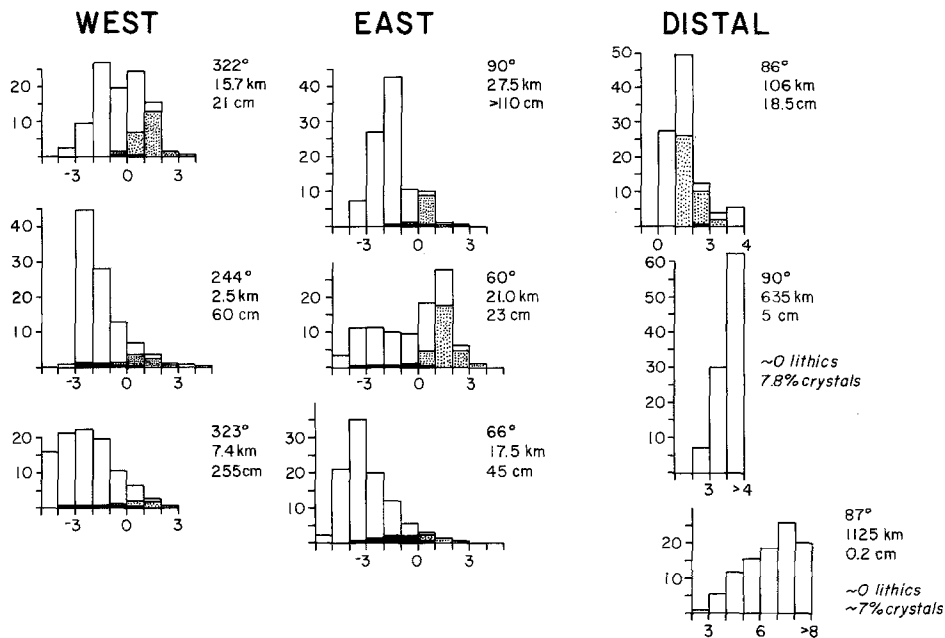 WEST
EAST
DISTAL
322°
15.7 km
21 cm
20
10
-3 0 3
244°
2.5 km
60 cm
40
30
20
10
-3 0 3
323°
7.4 km
255 cm
20
10
-3 0 3
90°
27.5 km
>110 cm
40
30
20
10
-3 0 3
60°
21.0 km
23 cm
30
20
10
-3 0 3
66°
17.5 km
45 cm
30
20
10
-3 0 3
86°
106 km
18.5 cm
50
40
30
20
10
0 3 4
90°
635 km
5 cm
~0 lithics
7.8% crystals
60
50
40
30
20
10
3 >4
87°
1125 km
0.2 cm
~0 lithics
~7% crystals
20
10
3 6 >8